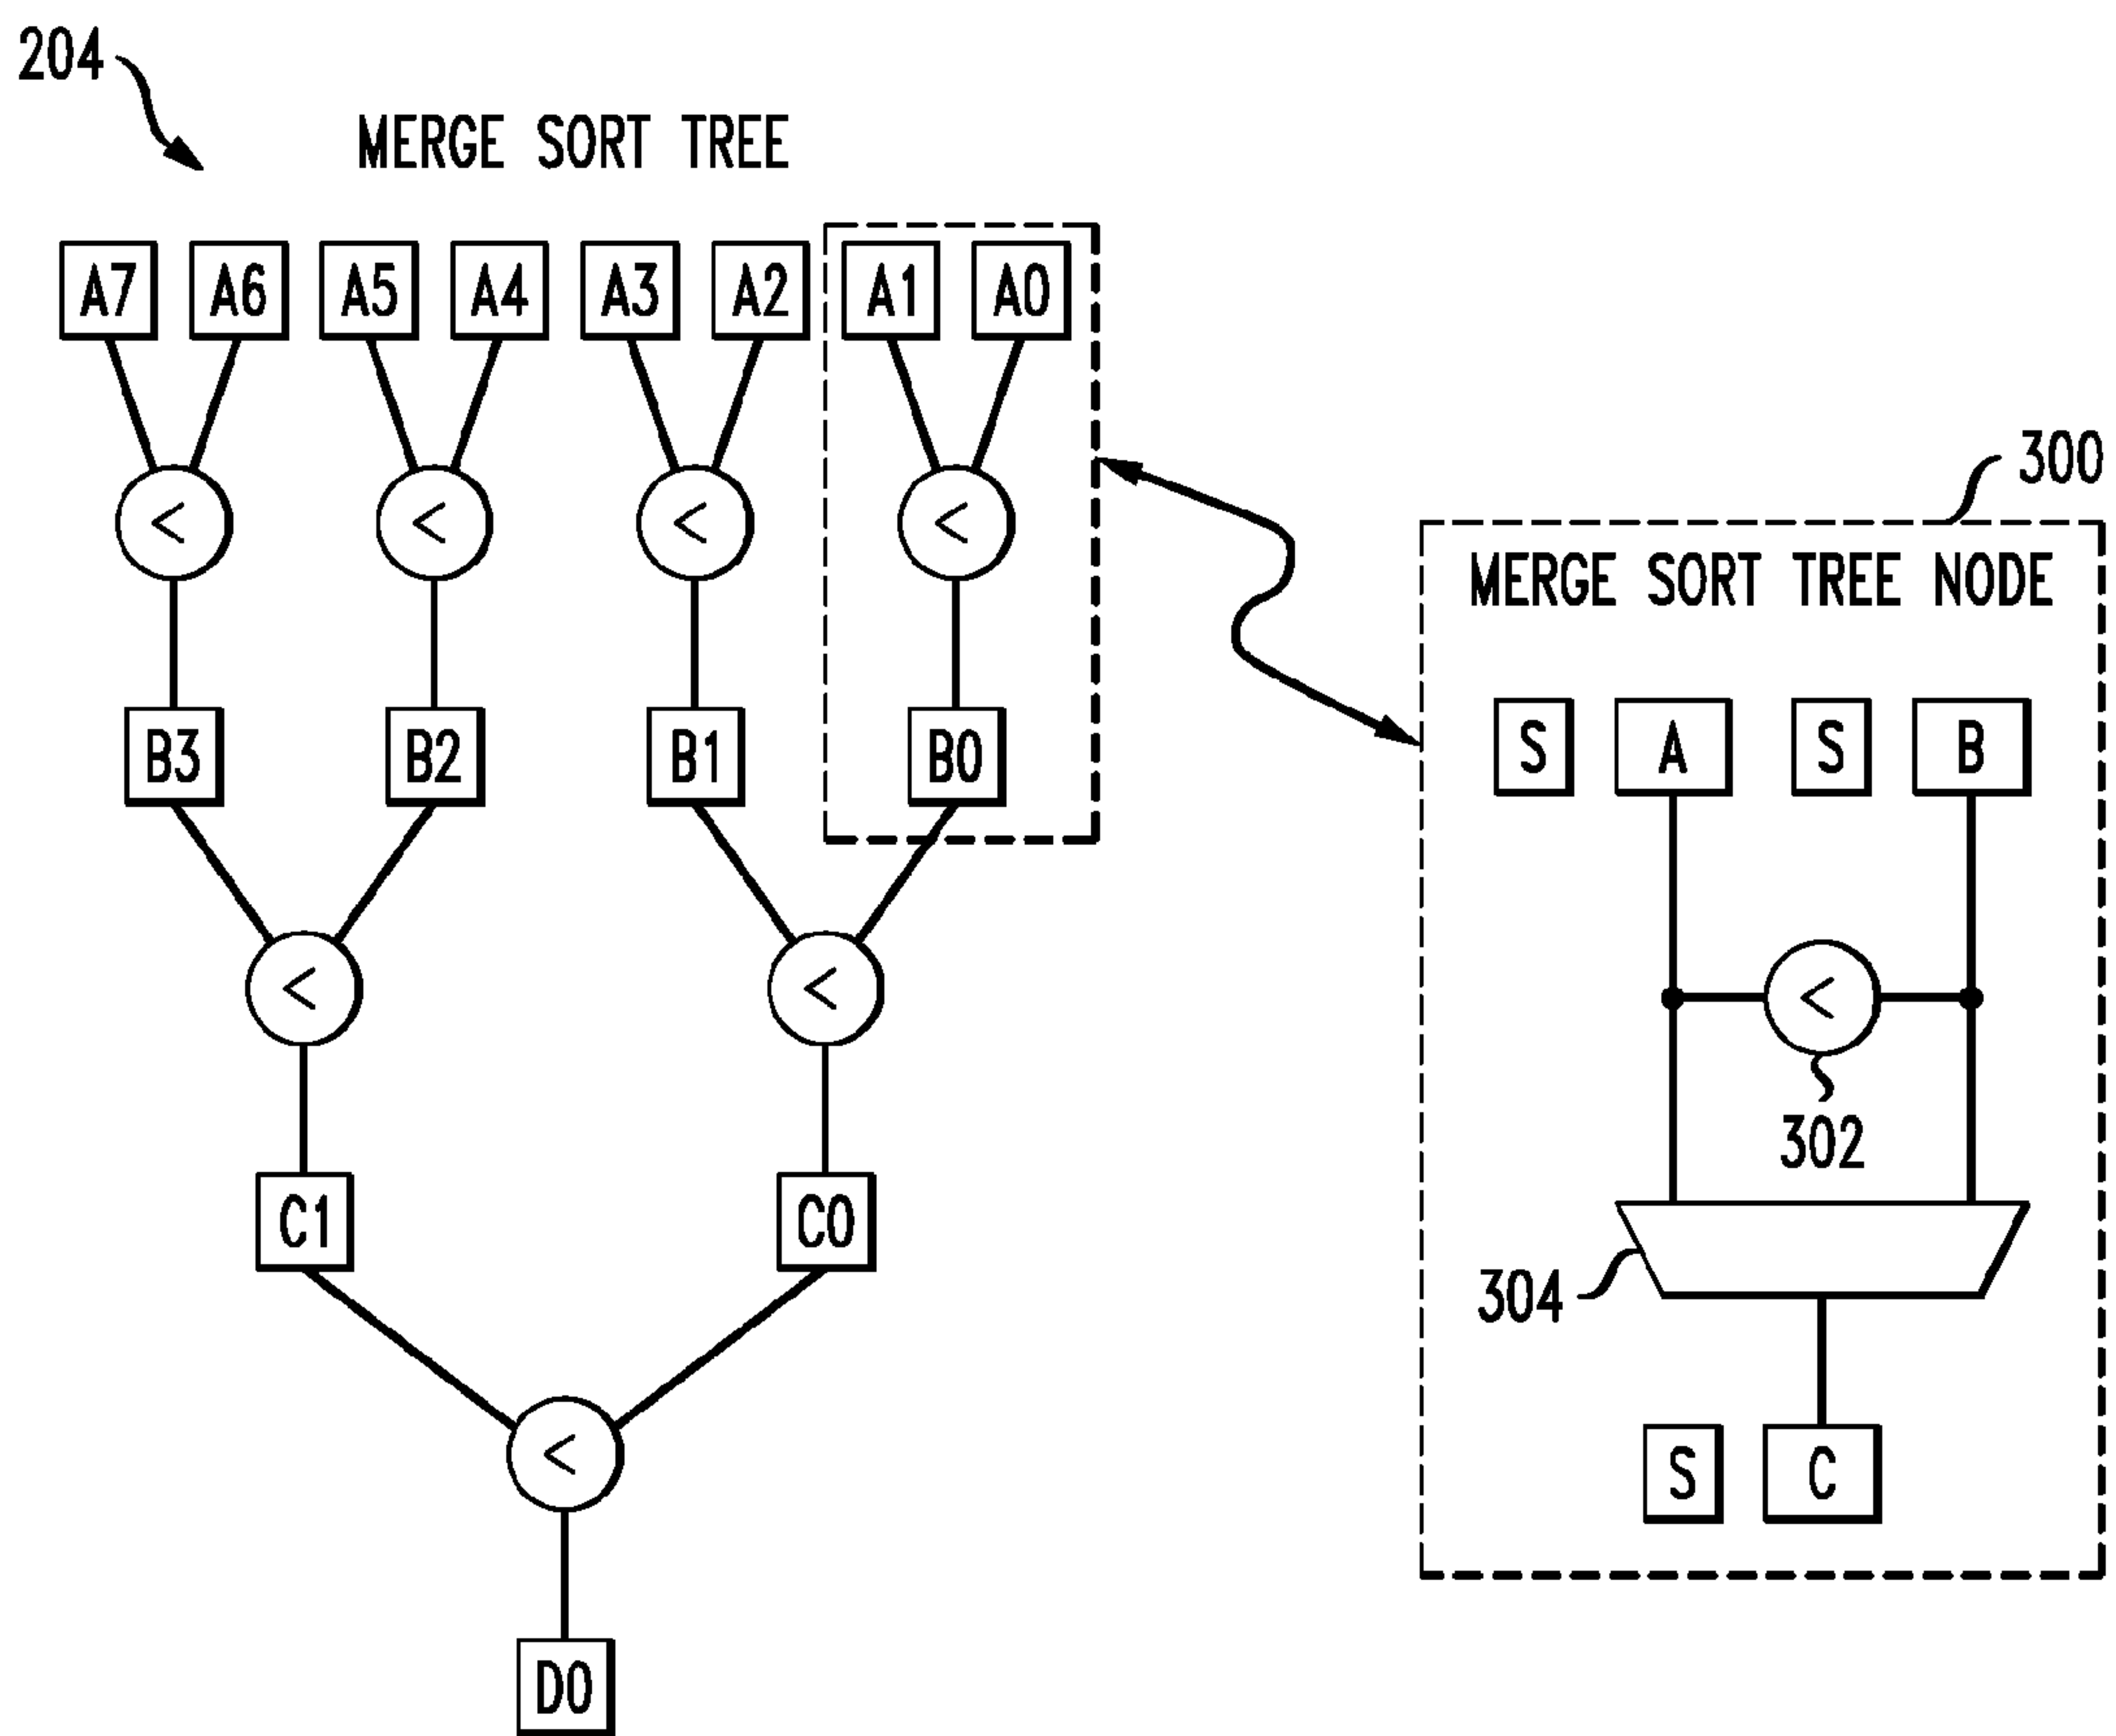 204
MERGE SORT TREE
A7 A6 A5 A4 A3 A2 A1 A0
< < < <
300
MERGE SORT TREE NODE
B3 B2 B1 B0
S A S B
< <
<
302
C1 C0
304
<
S C
D0